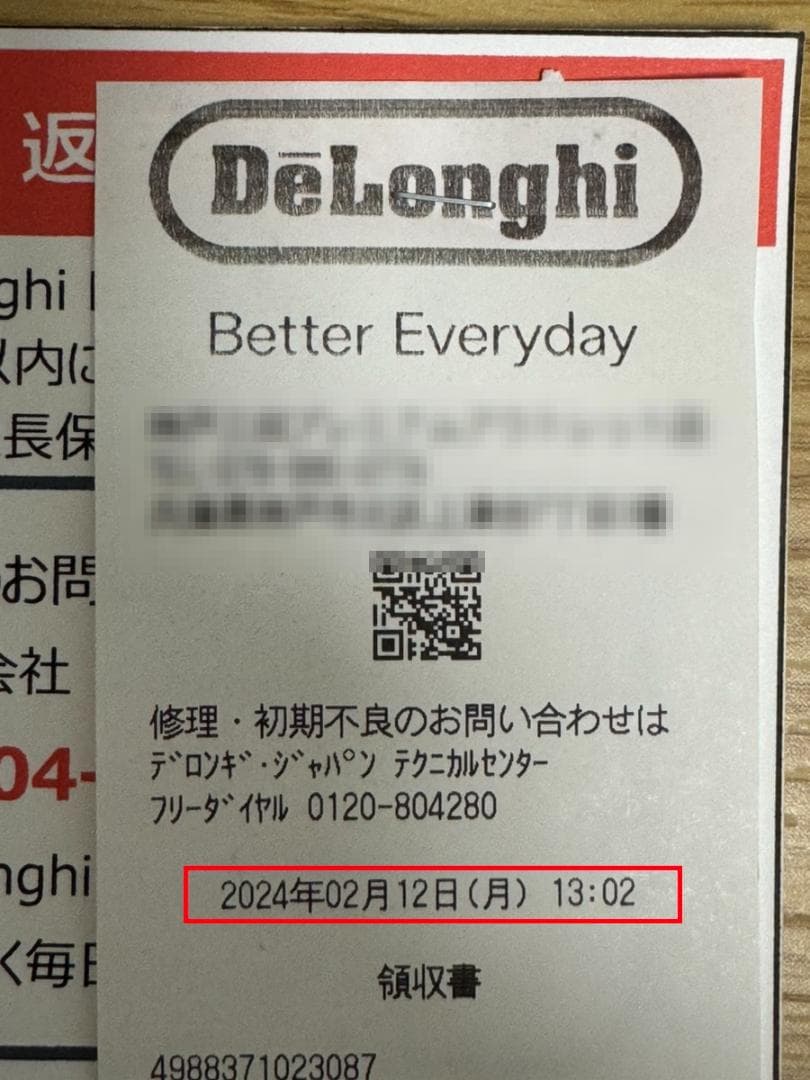 返
DēLonghi
Better Everyday
ghi
以内に
長保
お問
会社
04-
nghi
く毎日
修理・初期不良のお問い合わせは
ﾃﾞﾛﾝｷﾞ･ｼﾞｬﾊﾟﾝ ﾃｸﾆｶﾙｾﾝﾀｰ
ﾌﾘｰﾀﾞｲﾔﾙ 0120-804280
2024年02月12日(月) 13:02
領収書
4988371023087